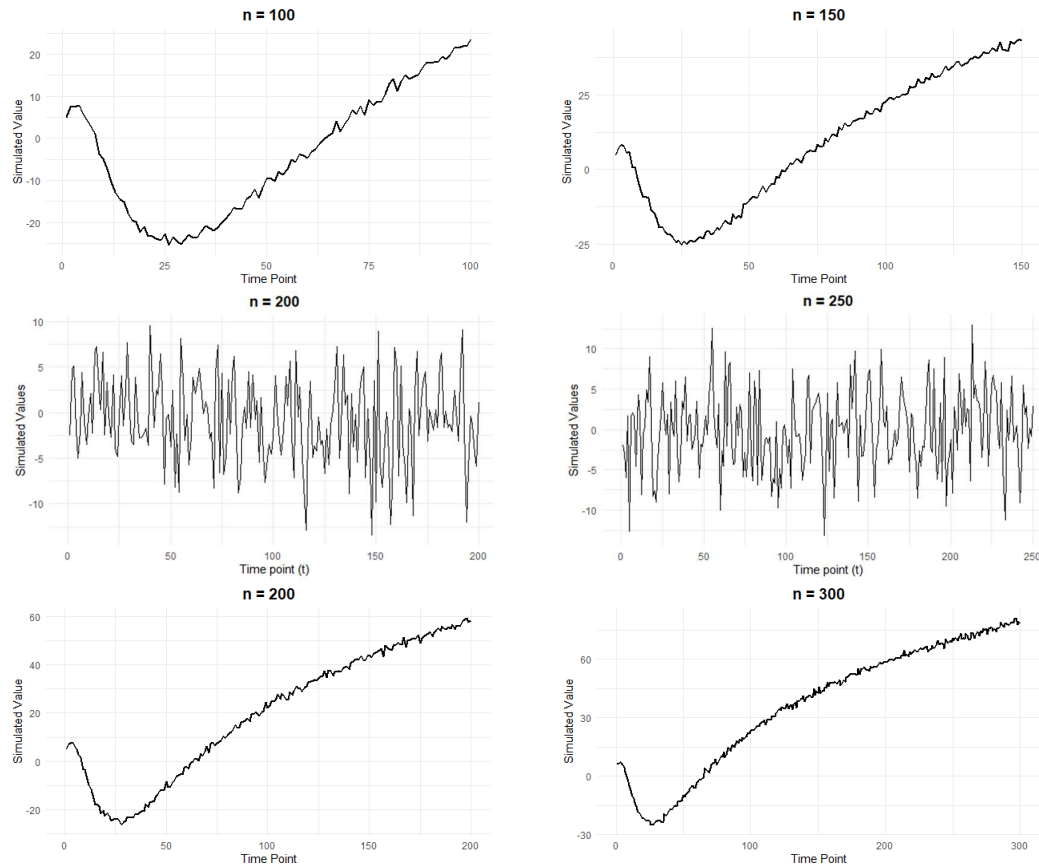 n = 100
Simulated Value
20
10
0
-10
-20
0 25 50 75 100
Time Point
n = 150
Simulated Value
25
0
-25
0 50 100 150
Time Point
n = 200
Simulated Values
10
5
0
-5
-10
0 50 100 150 200
Time point (t)
n = 250
Simulated Values
10
5
0
-5
-10
0 50 100 150 200 250
Time point (t)
n = 200
Simulated Value
60
40
20
0
-20
0 50 100 150 200
Time Point
n = 300
Simulated Value
60
30
0
-30
0 100 200 300
Time Point